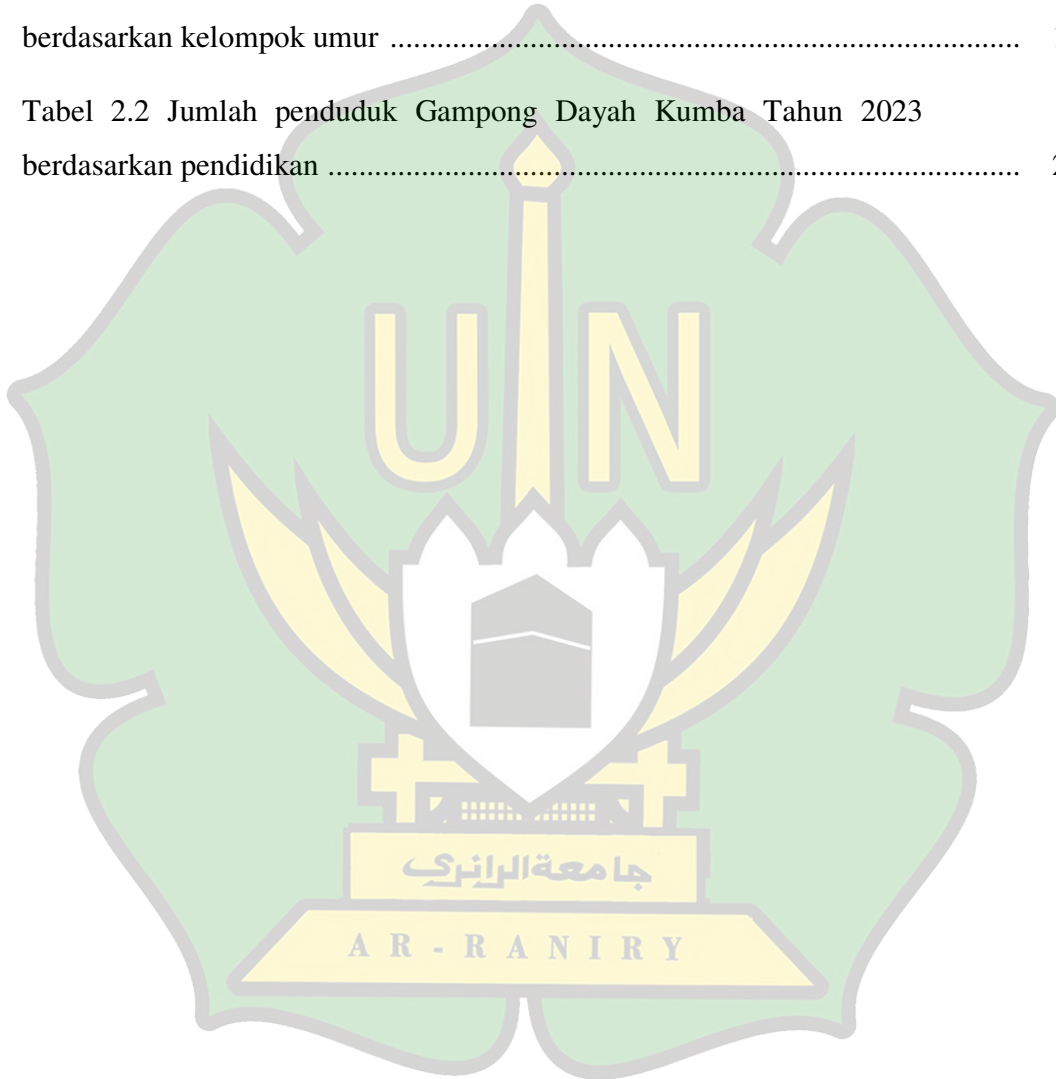 berdasarkan kelompok umur ....................................................................................
Tabel 2.2 Jumlah penduduk Gampong Dayah Kumba Tahun 2023
berdasarkan pendidikan ............................................................................................
UIN
جامعة الرانري
AR-RANIRY